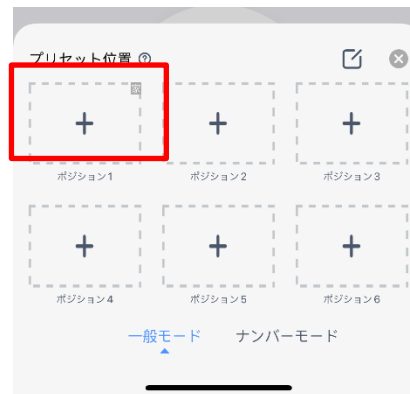 プリセット位置 ?
ポジション1 ポジション2 ポジション3
ポジション4 ポジション5 ポジション6
一般モード ナンバーモード